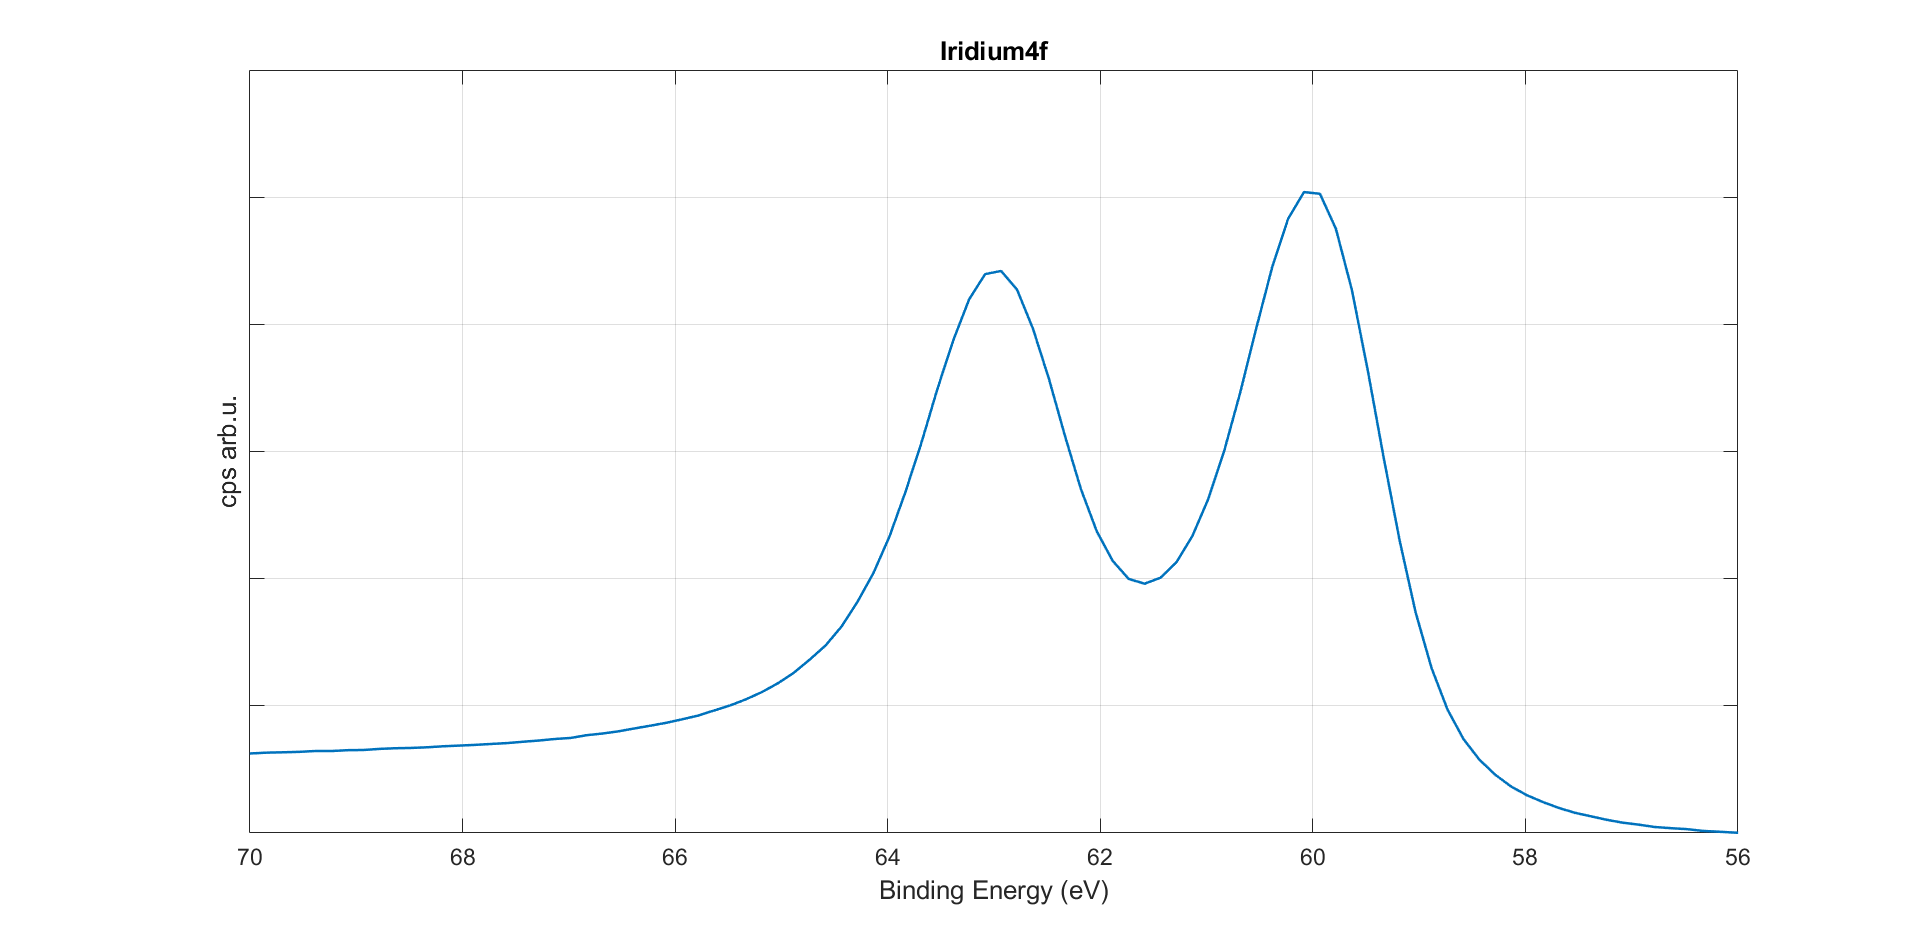 Iridium4f
cps arb.u.
70 68 66 64 62 60 58 56
Binding Energy (eV)